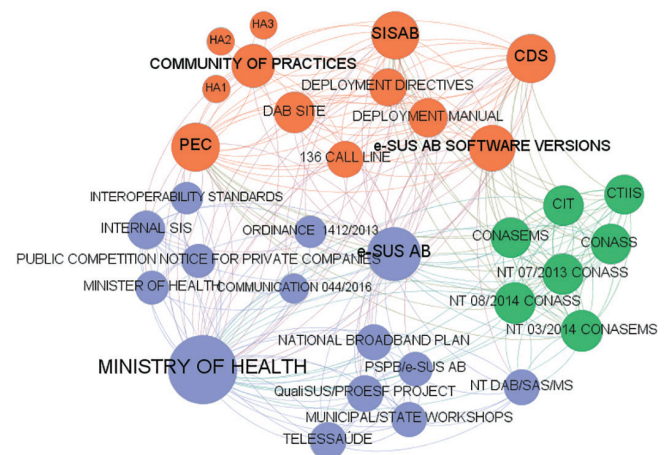 HA3
HA2
SISAB
CDS
COMMUNITY OF PRACTICES
HA1
DEPLOYMENT DIRECTIVES
DAB SITE
DEPLOYMENT MANUAL
PEC
e-SUS AB SOFTWARE VERSIONS
136 CALL LINE
INTEROPERABILITY STANDARDS
CTIIS
CIT
INTERNAL SIS
ORDINANCE 1412/2013
CONASEMS
CONASS
e-SUS AB
PUBLIC COMPETITION NOTICE FOR PRIVATE COMPANIES
NT 07/2013 CONASS
MINISTER OF HEALTH
COMMUNICATION 044/2016
NT 08/2014 CONASS
NT 03/2014 CONASEMS
NATIONAL BROADBAND PLAN
MINISTRY OF HEALTH
PSPB/e-SUS AB
NT DAB/SAS/MS
QualiSUS/PROESF PROJECT
MUNICIPAL/STATE WORKSHOPS
TELESSAÚDE